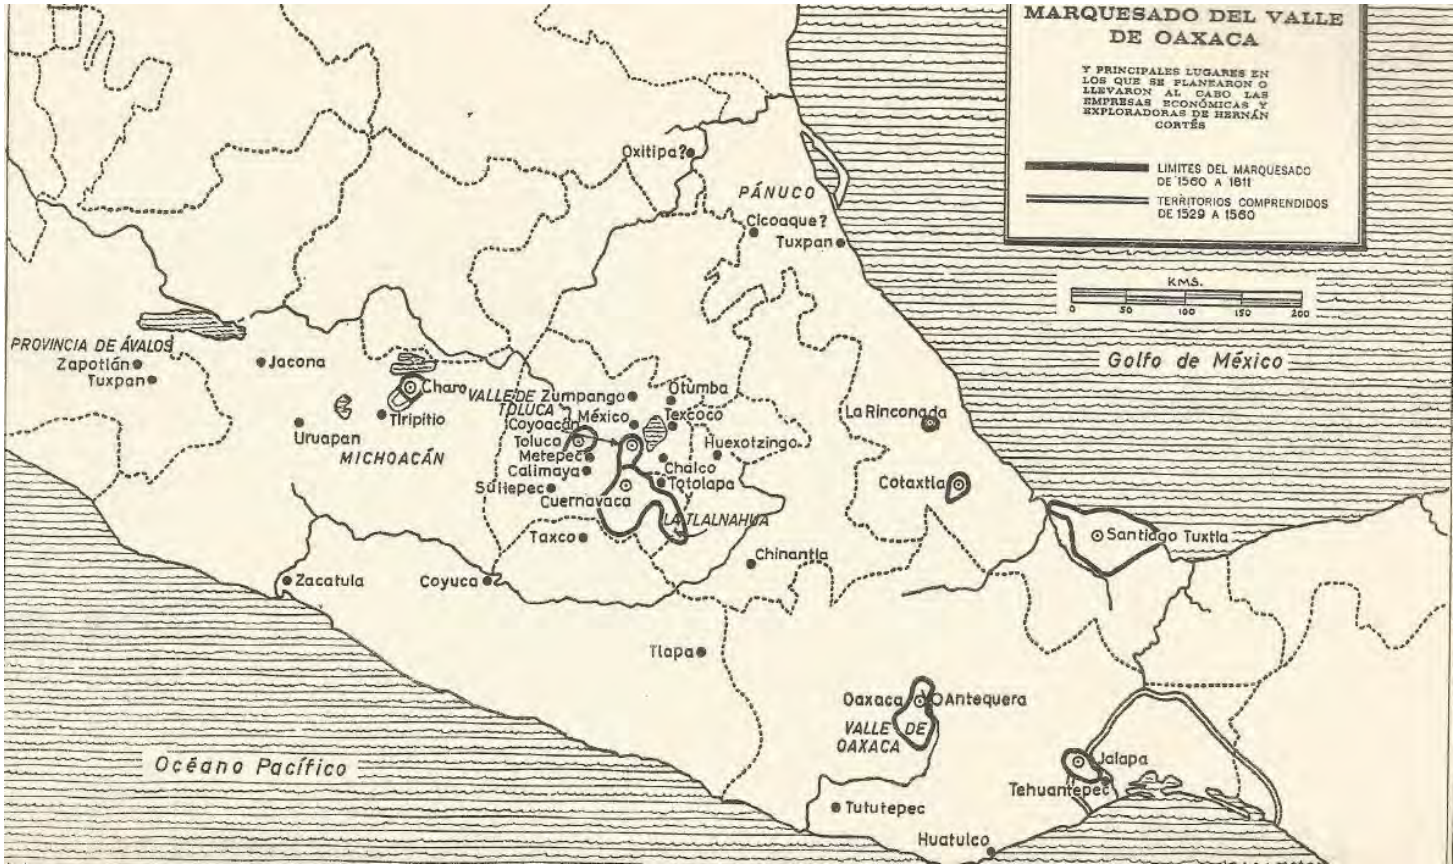 MARQUESADO DEL VALLE
DE OAXACA
Y PRINCIPALES LUGARES EN
LOS QUE SE PLANEARON O
LLEVARON AL CABO LAS
EMPRESAS ECONÓMICAS Y
EXPLORADORAS DE HERNÁN
CORTÉS
LIMITES DEL MARQUESADO
DE 1560 A 1811
TERRITORIOS COMPRENDIDOS
DE 1529 A 1560
KMS.
0 50 100 150 200
Golfo de México
Oxitipa?
PÁNUCO
Cicoaque?
Tuxpan
PROVINCIA DE ÁVALOS
Zapotlán
Tuxpan
Jacona
Charo
Tiripitio
Uruapan
MICHOACÁN
VALLE DE
TOLUCA
Zumpango
Otumba
México
Texcoco
Coyoacán
Toluca
Huexotzingo
Metepec
Chalco
Calimaya
Totolapa
Sultepec
Cuernavaca
LA TLALNAHUA
Taxco
La Rinconada
Cotaxtla
Santiago Tuxtla
Chinantla
Zacatula
Coyuca
Tlapa
Oaxaca
Antequera
VALLE DE
OAXACA
Jalapa
Tehuantepec
Tututepec
Huatulco
Océano Pacífico